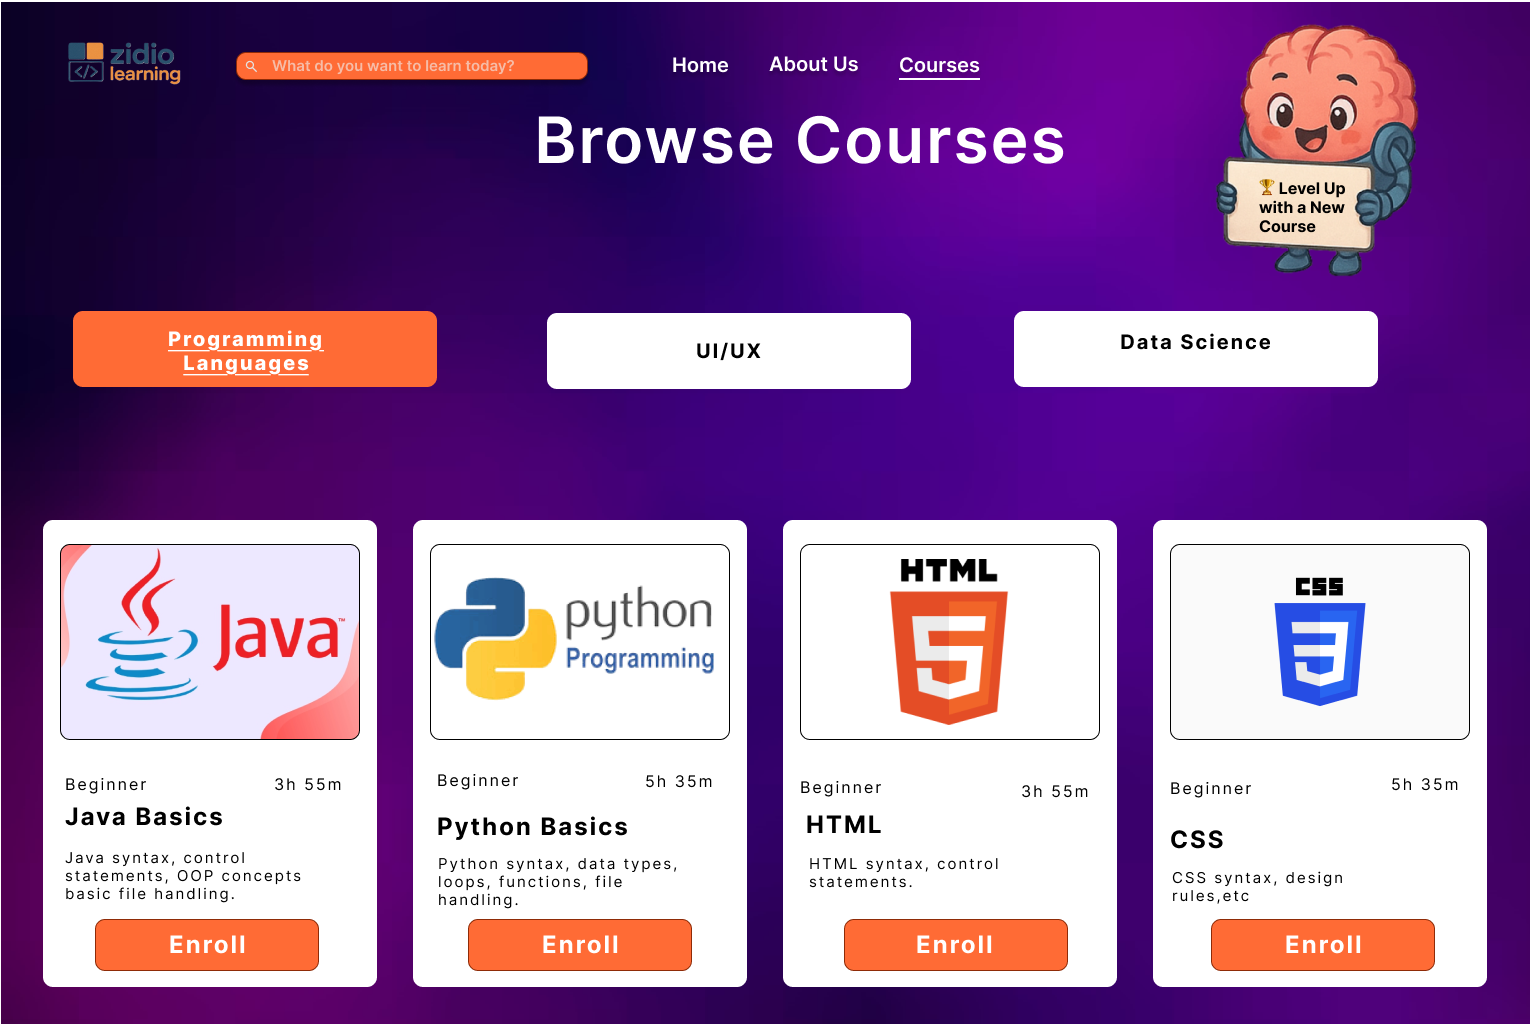 zidio
learning
What do you want to learn today?
Home
About Us
Courses
Browse Courses
🏆 Level Up
with a New
Course
Programming
Languages
UI/UX
Data Science
Java™
Beginner
3h 55m
Java Basics
Java syntax, control
statements, OOP concepts
basic file handling.
Enroll
python
Programming
Beginner
5h 35m
Python Basics
Python syntax, data types,
loops, functions, file
handling.
Enroll
HTML
5
Beginner
3h 55m
HTML
HTML syntax, control
statements.
Enroll
CSS
3
Beginner
5h 35m
CSS
CSS syntax, design
rules,etc
Enroll